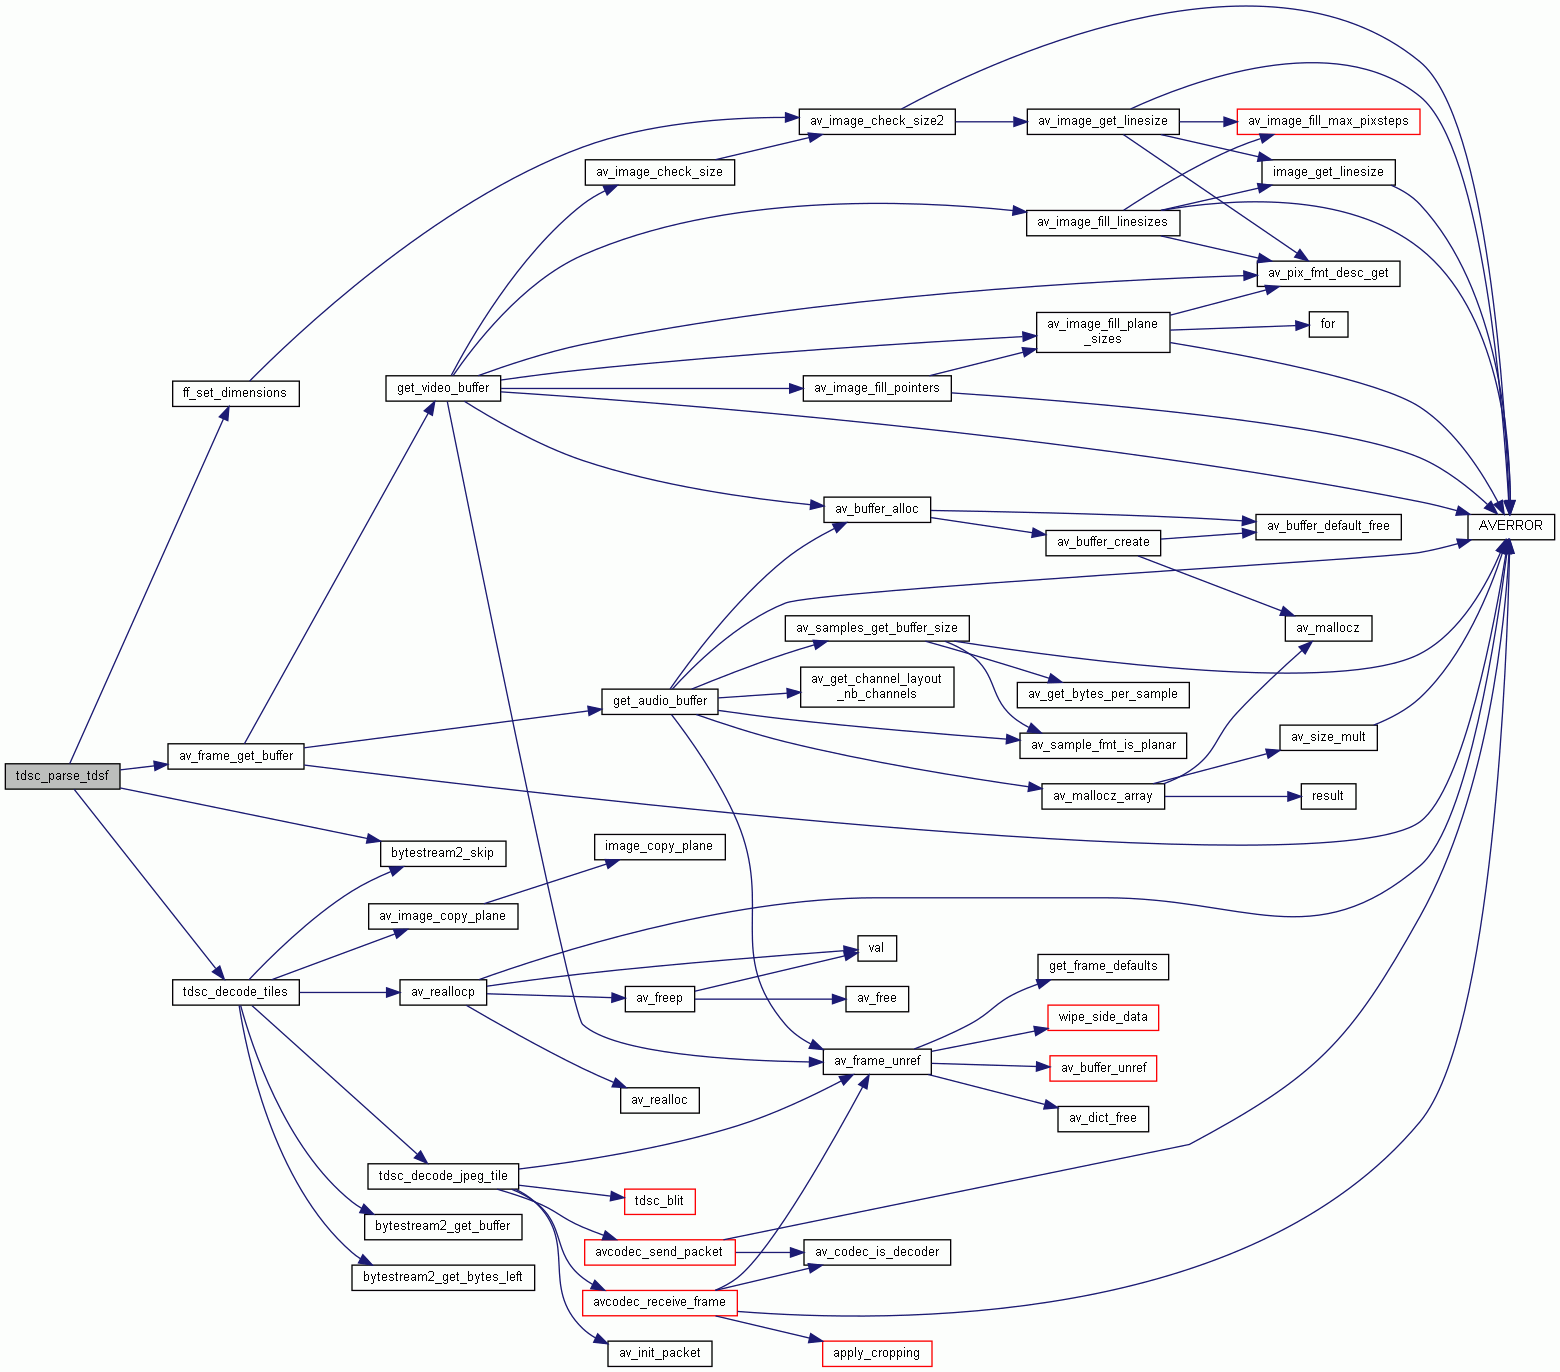 av_image_check_size2
av_image_get_linesize
av_image_fill_max_pixsteps
av_image_check_size
image_get_linesize
av_image_fill_linesizes
av_pix_fmt_desc_get
av_image_fill_plane
_sizes
for
ff_set_dimensions
get_video_buffer
av_image_fill_pointers
av_buffer_alloc
av_buffer_default_free
AVERROR
av_buffer_create
av_samples_get_buffer_size
av_mallocz
av_get_channel_layout
_nb_channels
av_get_bytes_per_sample
get_audio_buffer
av_sample_fmt_is_planar
av_size_mult
av_frame_get_buffer
tdsc_parse_tdsf
av_mallocz_array
result
bytestream2_skip
image_copy_plane
av_image_copy_plane
val
get_frame_defaults
tdsc_decode_tiles
av_reallocp
av_freep
av_free
wipe_side_data
av_frame_unref
av_buffer_unref
av_realloc
av_dict_free
tdsc_decode_jpeg_tile
tdsc_blit
bytestream2_get_buffer
avcodec_send_packet
av_codec_is_decoder
bytestream2_get_bytes_left
avcodec_receive_frame
av_init_packet
apply_cropping